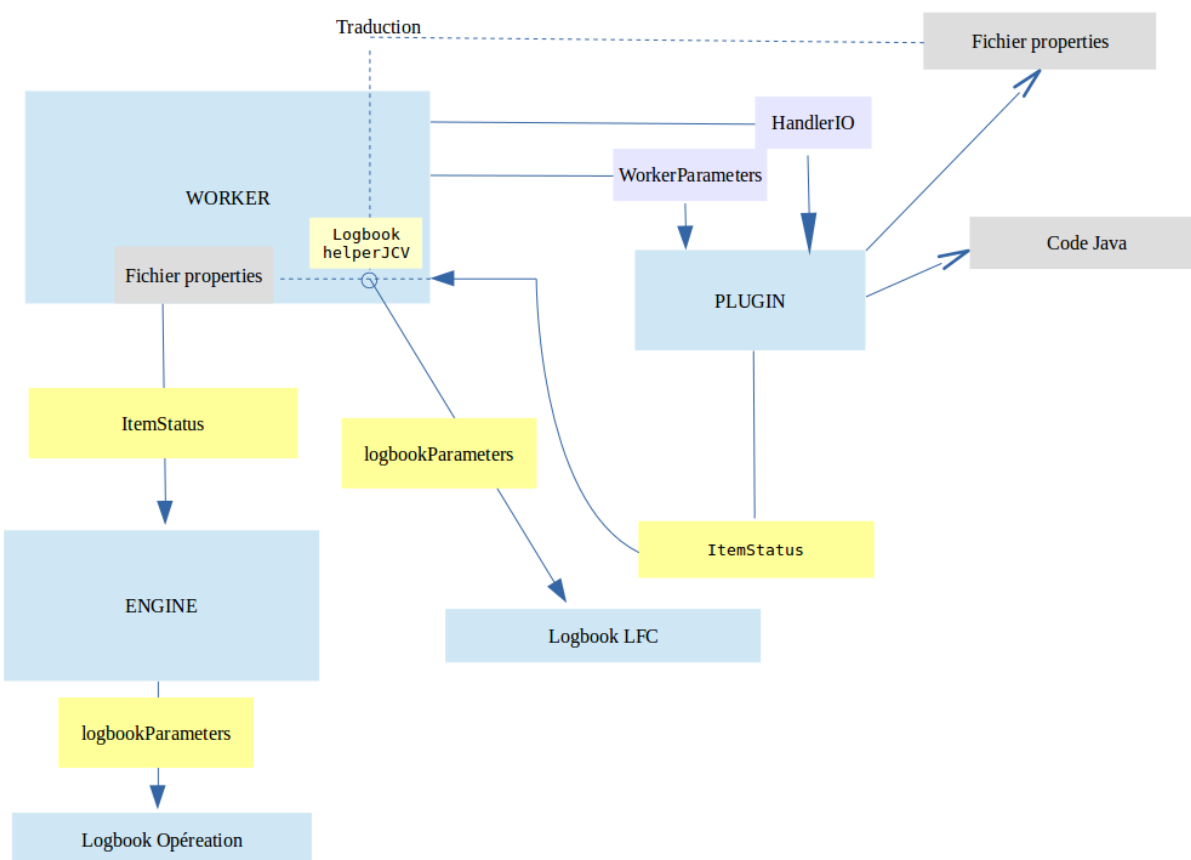 Traduction
Fichier properties
HandlerIO
WorkerParameters
WORKER
Logbook
helperJCV
Code Java
Fichier properties
PLUGIN
ItemStatus
logbookParameters
ItemStatus
ENGINE
Logbook LFC
logbookParameters
Logbook Opéreation